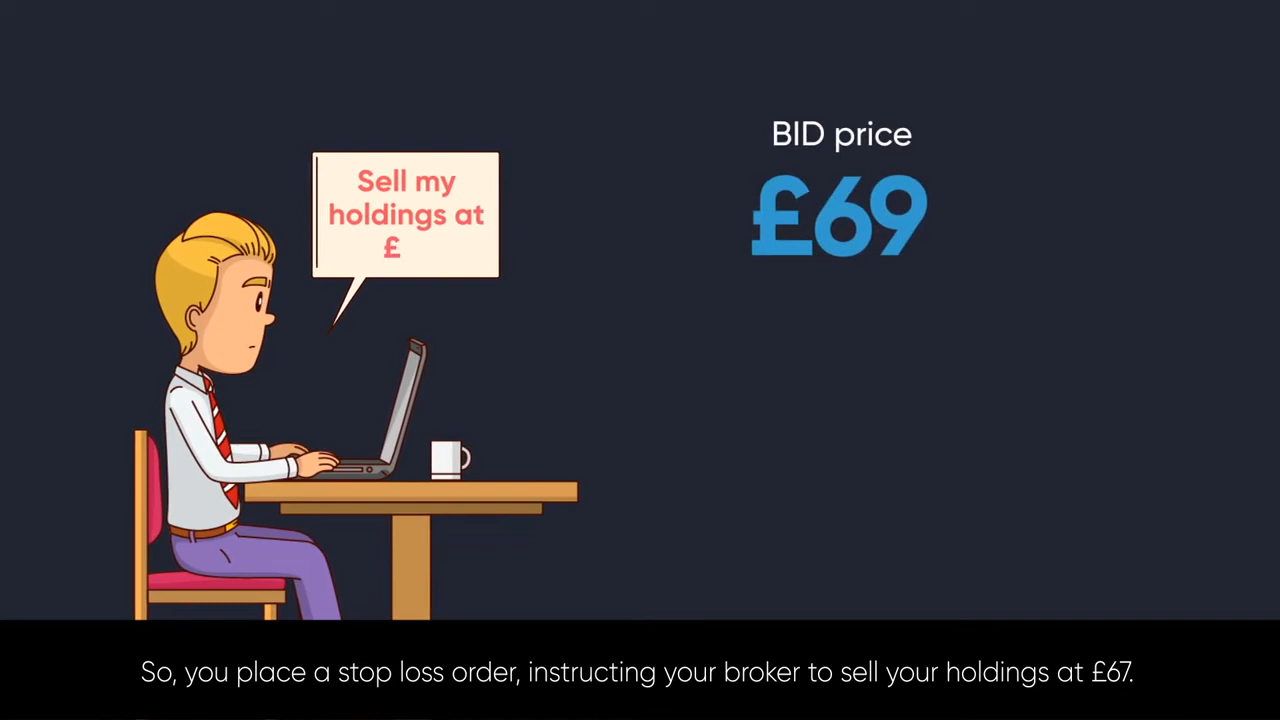 BID price
£69
Sell my
holdings at
£
So, you place a stop loss order, instructing your broker to sell your holdings at £67.